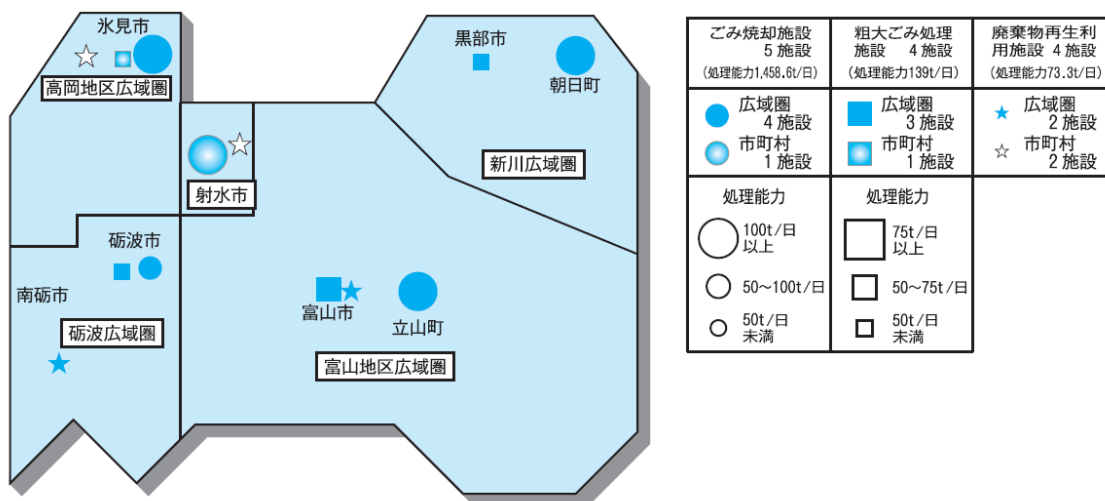 氷見市
高岡地区広域圏
射水市
黒部市
朝日町
新川広域圏
砺波市
南砺市
砺波広域圏
富山市
立山町
富山地区広域圏
ごみ焼却施設
5 施設
(処理能力1,458.6t/日)
粗大ごみ処理
施設 4 施設
(処理能力139t/日)
廃棄物再生利
用施設 4 施設
(処理能力73.3t/日)
広域圏
4 施設
市町村
1 施設
広域圏
3 施設
市町村
1 施設
広域圏
2 施設
市町村
2 施設
処理能力
100t/日
以上
50～100t/日
50t/日
未満
処理能力
75t/日
以上
50～75t/日
50t/日
未満